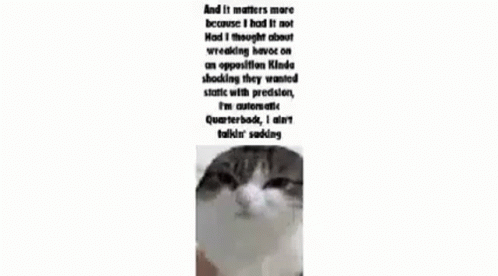 And it matters more
because I had it not
Had I thought about
wreaking havoc on
an opposition Kinda
shocking they wanted
static with precision,
I'm automatic
Quarterback, I ain't
talkin' sacking